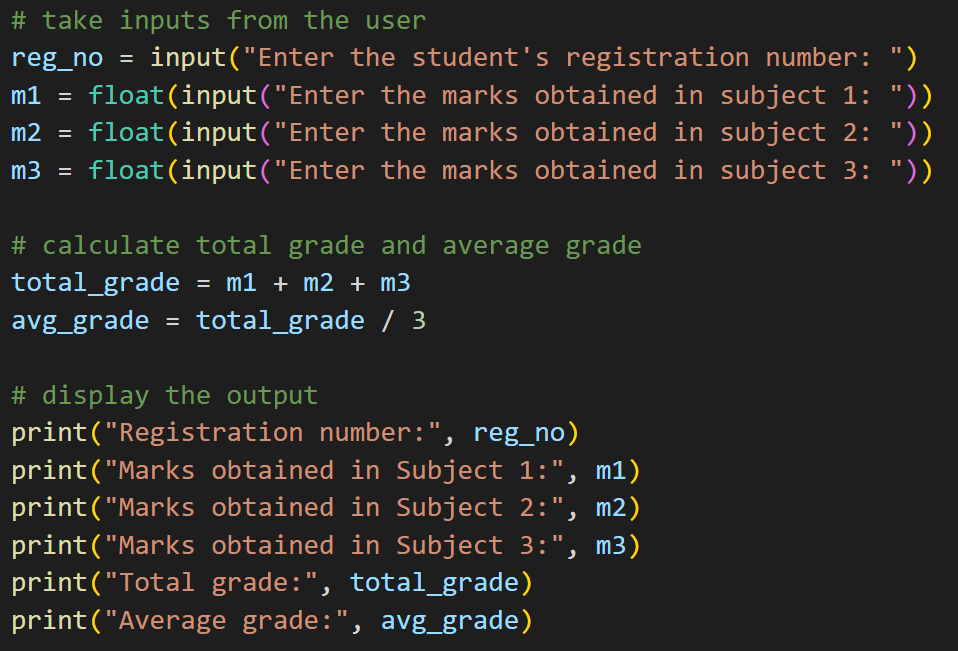 # take inputs from the user
reg_no = input("Enter the student's registration number: ")
m1 = float(input("Enter the marks obtained in subject 1: "))
m2 = float(input("Enter the marks obtained in subject 2: "))
m3 = float(input("Enter the marks obtained in subject 3: "))

# calculate total grade and average grade
total_grade = m1 + m2 + m3
avg_grade = total_grade / 3

# display the output
print("Registration number:", reg_no)
print("Marks obtained in Subject 1:", m1)
print("Marks obtained in Subject 2:", m2)
print("Marks obtained in Subject 3:", m3)
print("Total grade:", total_grade)
print("Average grade:", avg_grade)